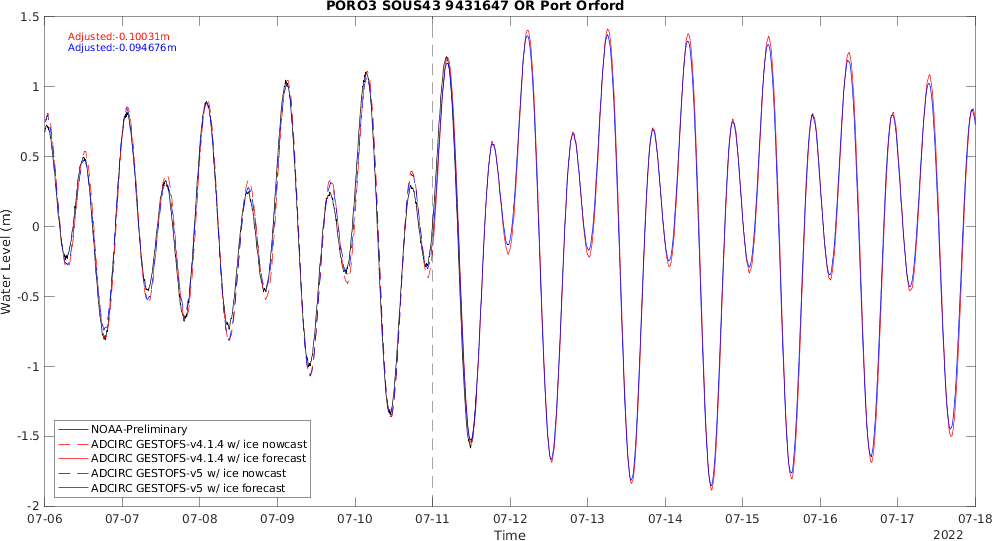 PORO3 SOUS43 9431647 OR Port Orford
Adjusted:-0.10031m
Adjusted:-0.094676m
1.5
1
0.5
0
-0.5
-1
-1.5
-2
Water Level (m)
NOAA-Preliminary
ADCIRC GESTOFS-v4.1.4 w/ ice nowcast
ADCIRC GESTOFS-v4.1.4 w/ ice forecast
ADCIRC GESTOFS-v5 w/ ice nowcast
ADCIRC GESTOFS-v5 w/ ice forecast
07-06 07-07 07-08 07-09 07-10 07-11 07-12 07-13 07-14 07-15 07-16 07-17 07-18
Time
2022